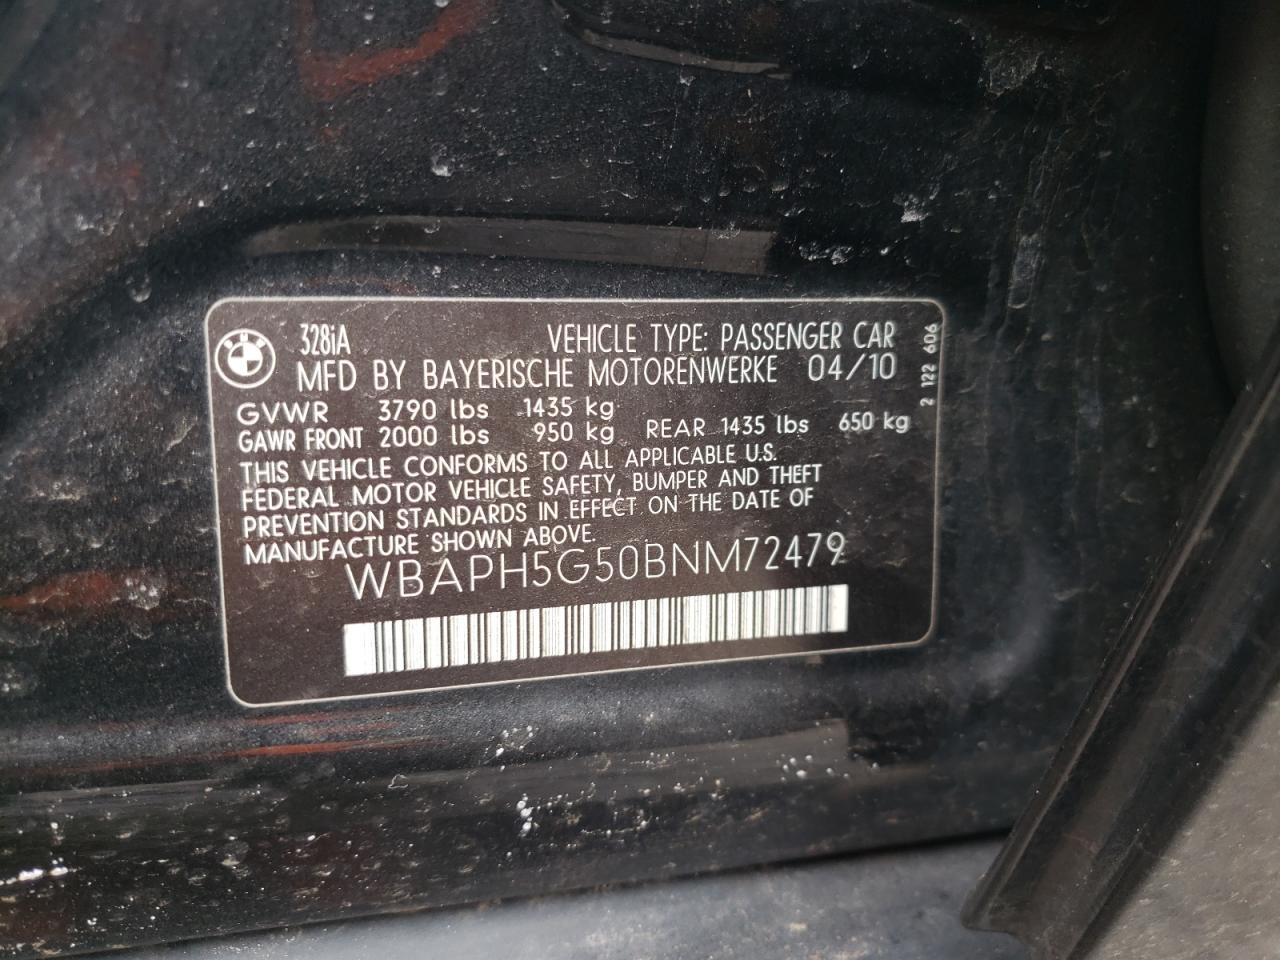 BMW
328iA VEHICLE TYPE: PASSENGER CAR
MFD BY BAYERISCHE MOTORENWERKE 04/10
GVWR 3790 lbs 1435 kg
GAWR FRONT 2000 lbs 950 kg REAR 1435 lbs 650 kg
THIS VEHICLE CONFORMS TO ALL APPLICABLE U.S.
FEDERAL MOTOR VEHICLE SAFETY, BUMPER AND THEFT
PREVENTION STANDARDS IN EFFECT ON THE DATE OF
MANUFACTURE SHOWN ABOVE.
WBAPH5G50BNM72479
2 122 606